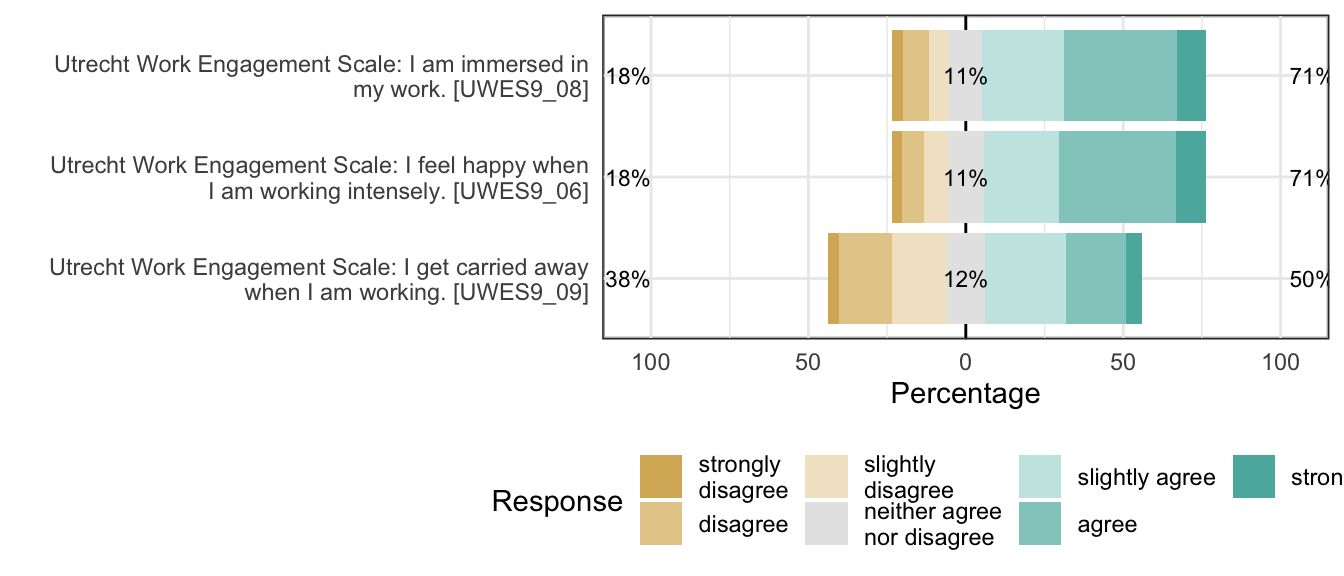 Utrecht Work Engagement Scale: I am immersed in
my work. [UWES9_08]
18%
11%
71%
Utrecht Work Engagement Scale: I feel happy when
I am working intensely. [UWES9_06]
18%
11%
71%
Utrecht Work Engagement Scale: I get carried away
when I am working. [UWES9_09]
38%
12%
50%
100 50 0 50 100
Percentage
Response
strongly
disagree
disagree
slightly
disagree
neither agree
nor disagree
slightly agree
agree
stron